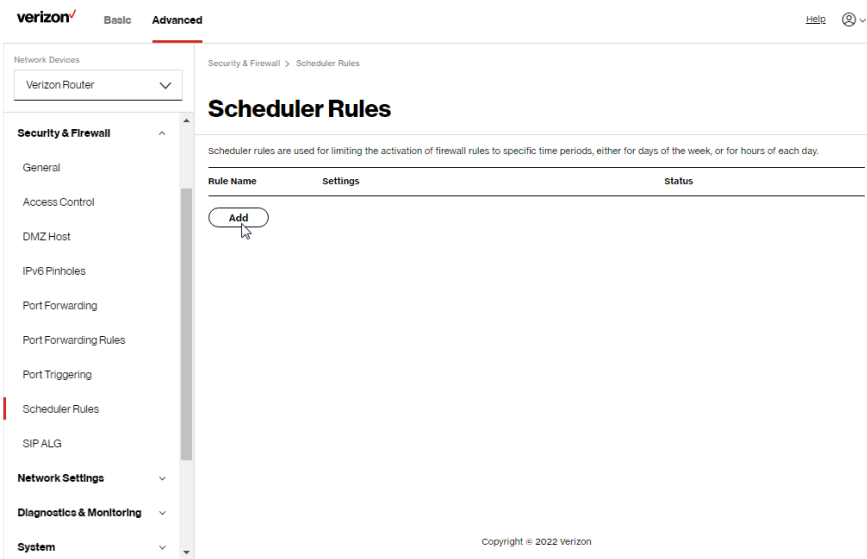 verizon Basic Advanced Help
Network Devices
Verizon Router
Security & Firewall
General
Access Control
DMZ Host
IPv6 Pinholes
Port Forwarding
Port Forwarding Rules
Port Triggering
Scheduler Rules
SIP ALG
Network Settings
Diagnostics & Monitoring
System
Security & Firewall > Scheduler Rules
Scheduler Rules
Scheduler rules are used for limiting the activation of firewall rules to specific time periods, either for days of the week, or for hours of each day.
Rule Name Settings Status
Add
Copyright © 2022 Verizon